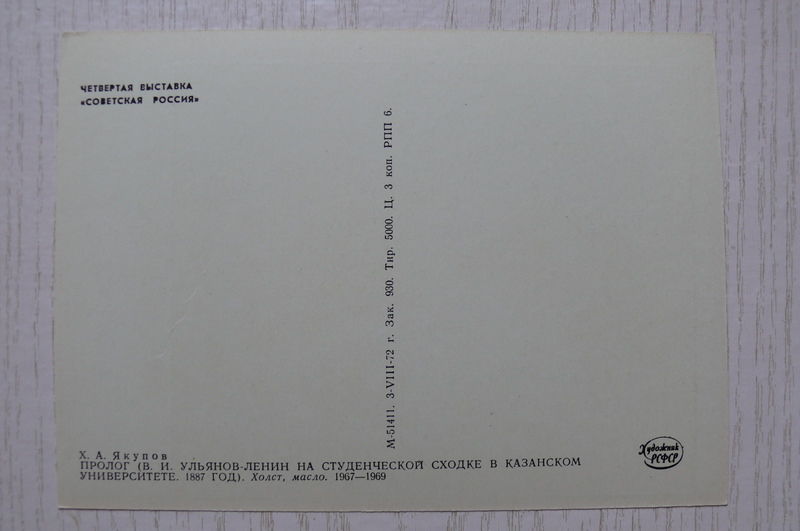 ЧЕТВЕРТАЯ ВЫСТАВКА
«СОВЕТСКАЯ РОССИЯ»
М-51411. 3-VIII-72 г. Зак. 930. Тир. 5000. Ц. 3 коп. РПП 6.
Х. А. Якупов
ПРОЛОГ (В. И. УЛЬЯНОВ-ЛЕНИН НА СТУДЕНЧЕСКОЙ СХОДКЕ В КАЗАНСКОМ
УНИВЕРСИТЕТЕ. 1887 ГОД). Холст, масло. 1967—1969
Художник
РСФСР